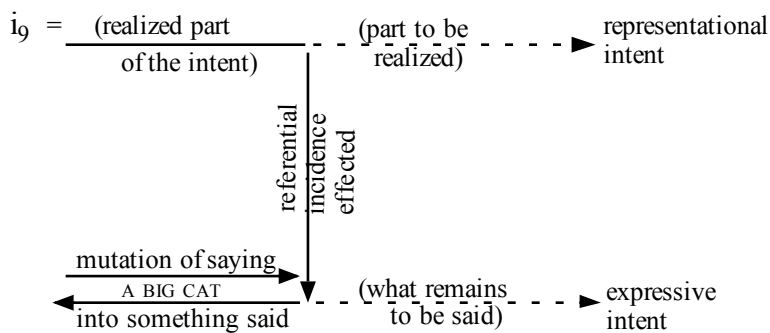 i9 = (realized part (part to be representational
of the intent) realized) intent
referential
incidence
effected
mutation of saying
A BIG CAT (what remains expressive
into something said to be said) intent